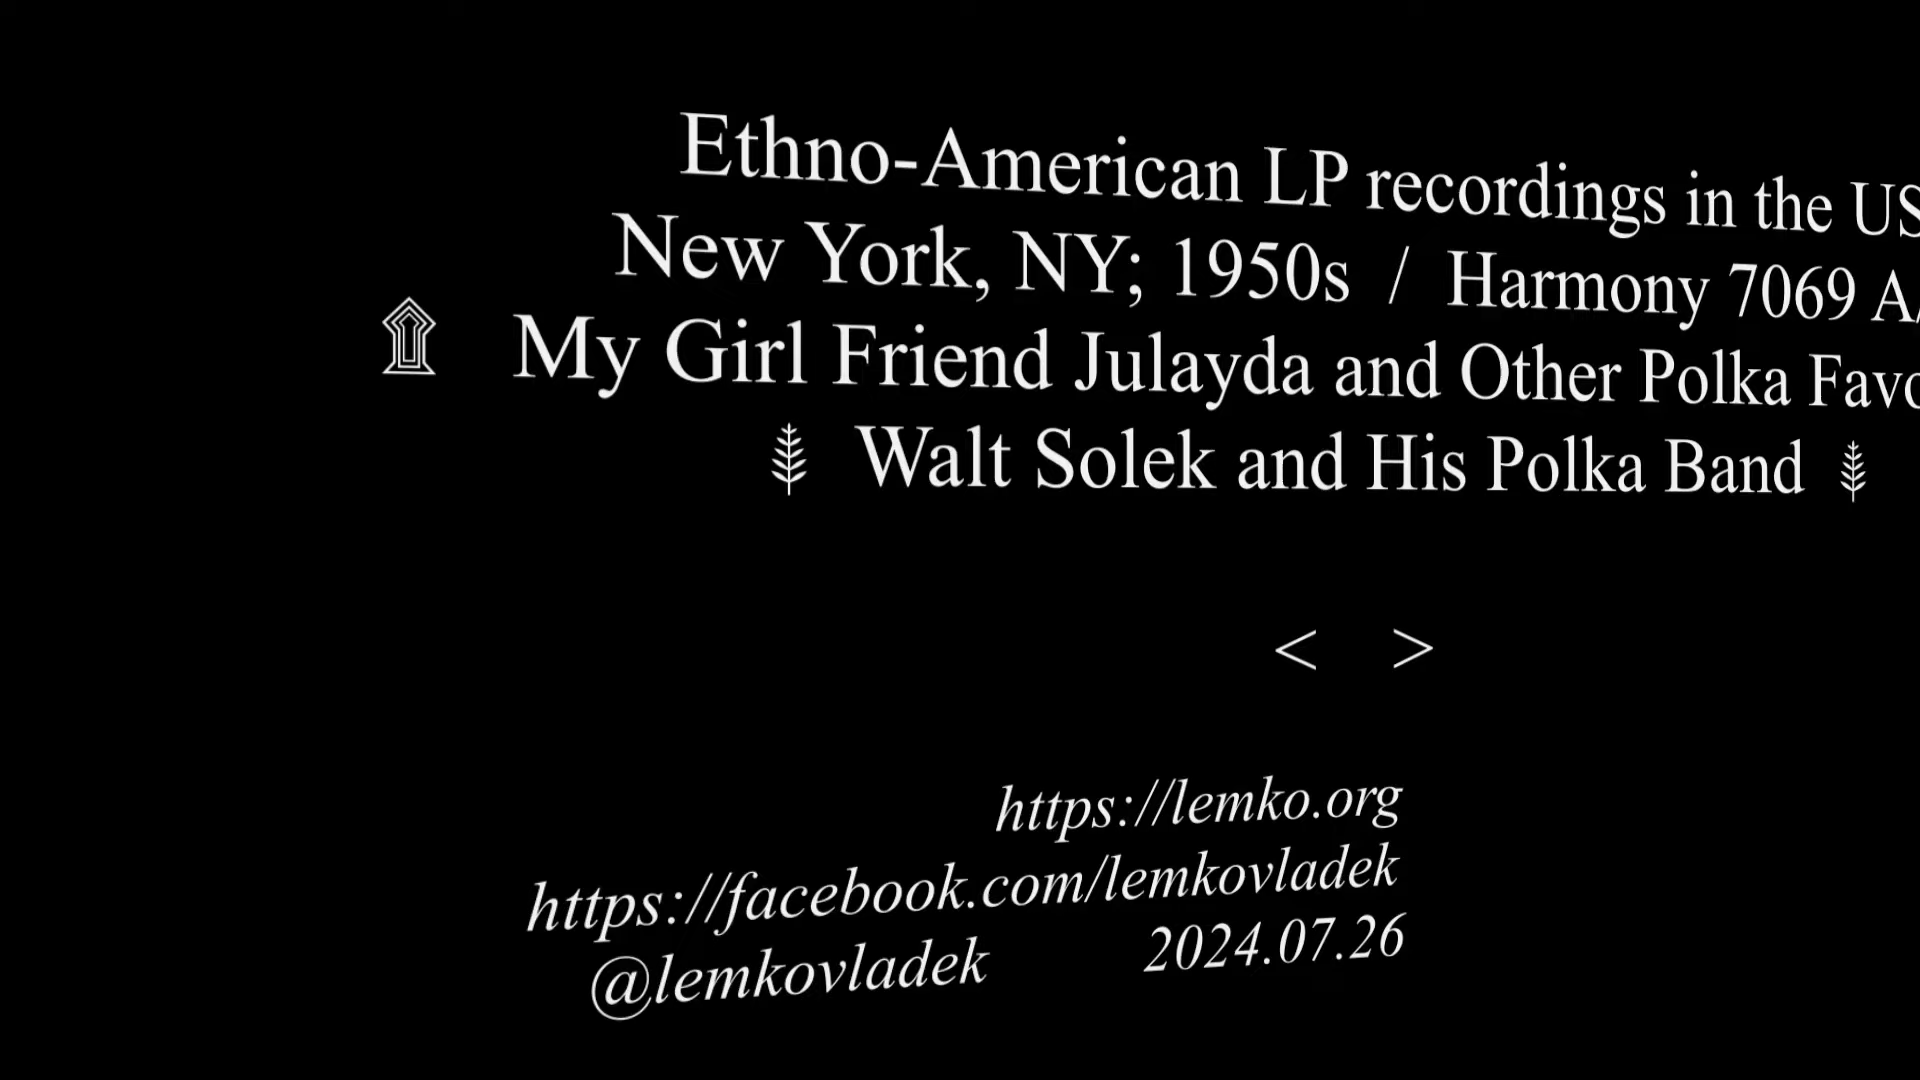 Ethno-American LP recordings in the US
New York, NY; 1950s / Harmony 7069 A/
۩ My Girl Friend Julayda and Other Polka Favo
Walt Solek and His Polka Band
< >
https://lemko.org
https://facebook.com/lemkovladek
@lemkovladek 2024.07.26